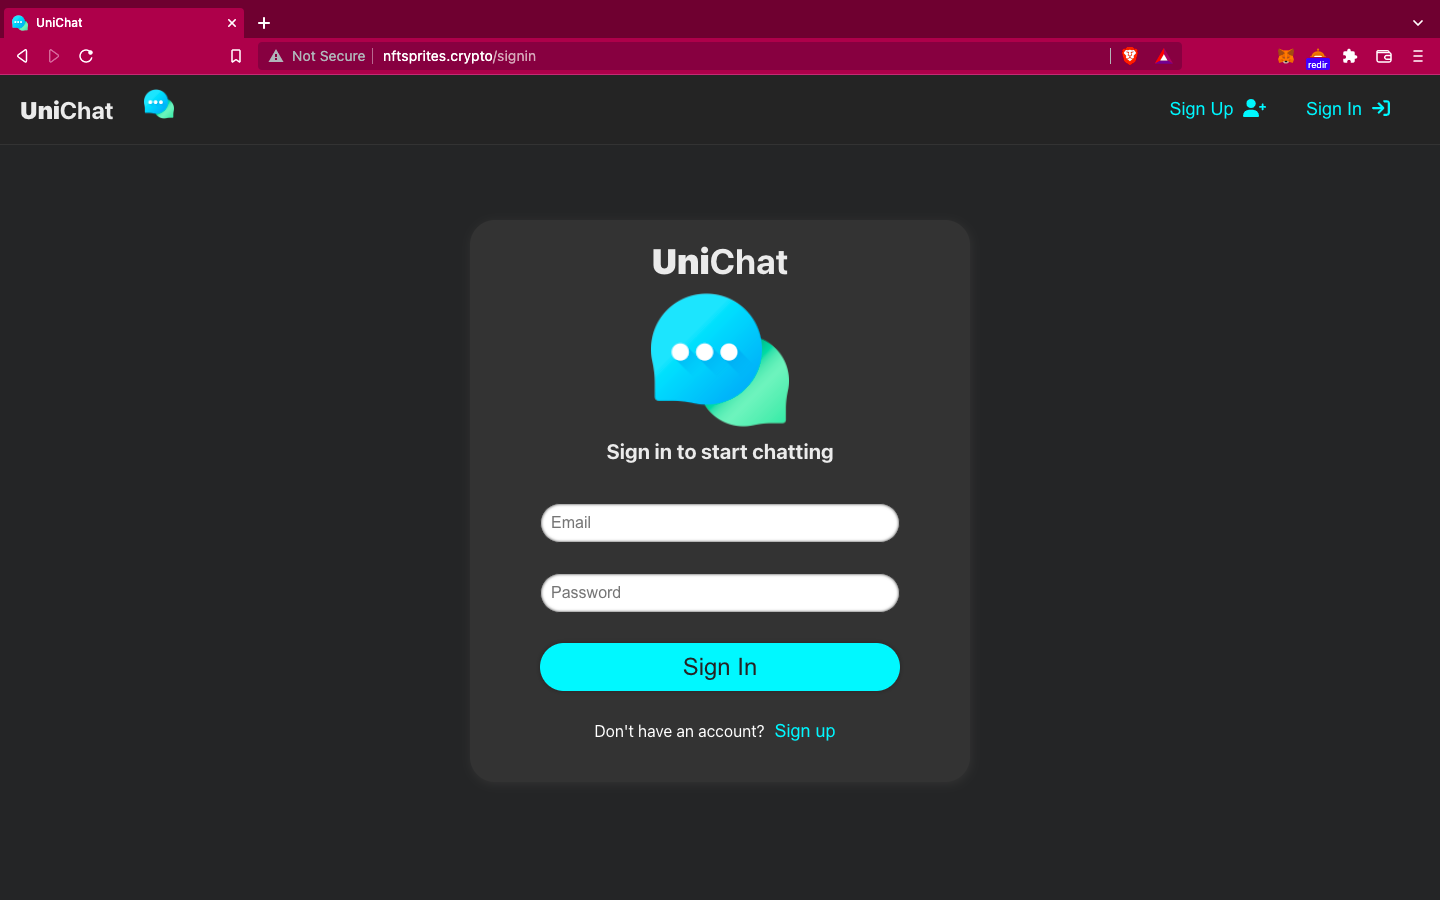 UniChat
Not Secure nftsprites.crypto/signin
redir
UniChat
Sign Up
Sign In
UniChat
Sign in to start chatting
Email
Password
Sign In
Don't have an account? Sign up